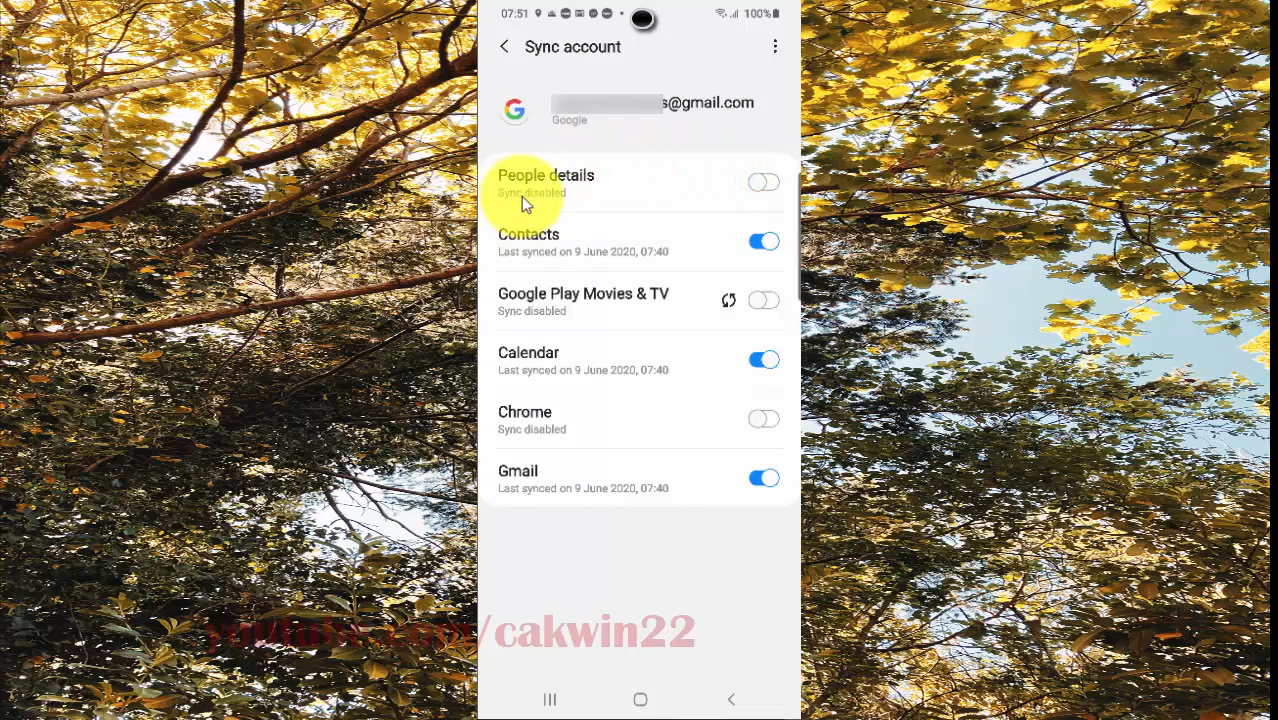 07:51 100%
Sync account
s@gmail.com
Google
People details
Sync disabled
Contacts
Last synced on 9 June 2020, 07:40
Google Play Movies & TV
Sync disabled
Calendar
Last synced on 9 June 2020, 07:40
Chrome
Sync disabled
Gmail
Last synced on 9 June 2020, 07:40
youtube.com/cakwin22